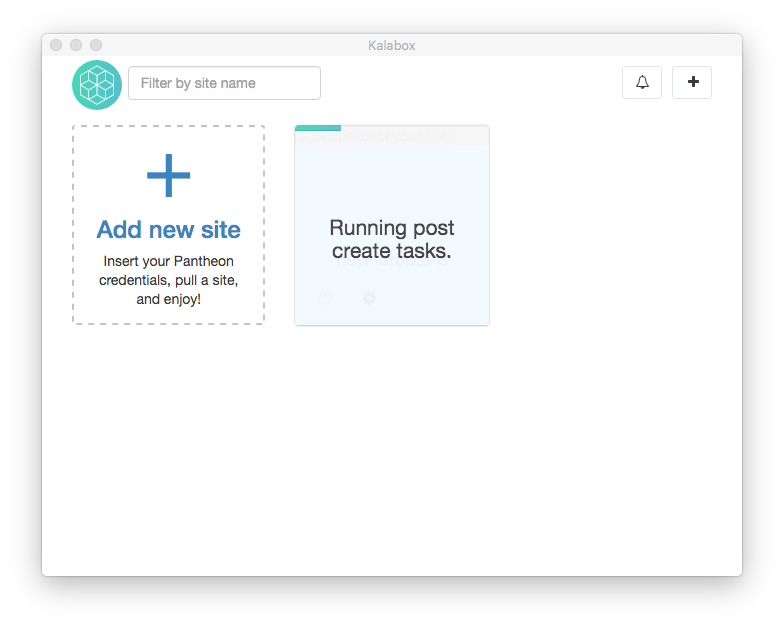 Kalabox
Filter by site name
Add new site
Insert your Pantheon
credentials, pull a site,
and enjoy!
Running post
create tasks.